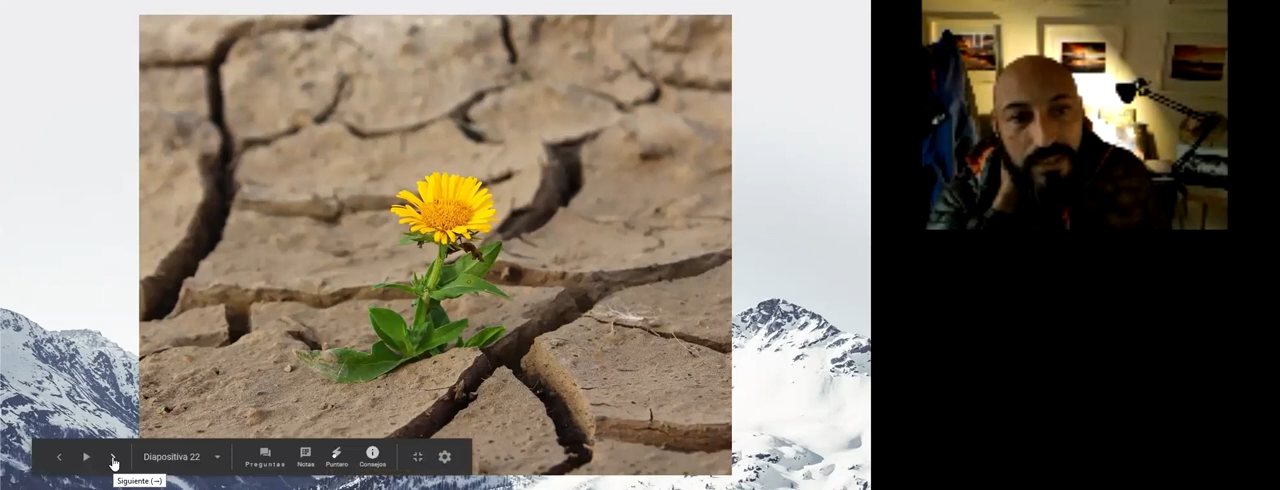 Diapositiva 22
Preguntas Notas Puntero Consejos
Siguiente (→)